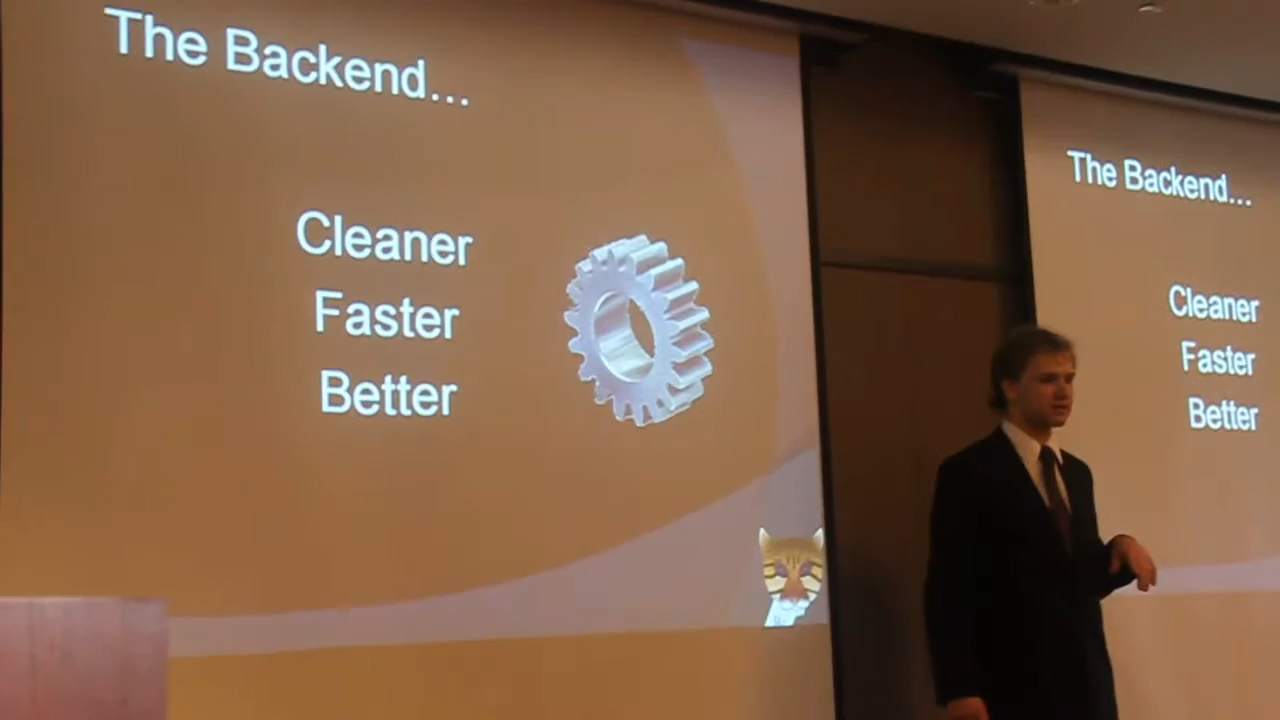 The Backend...
Cleaner
Faster
Better
The Backend...
Cleaner
Faster
Better